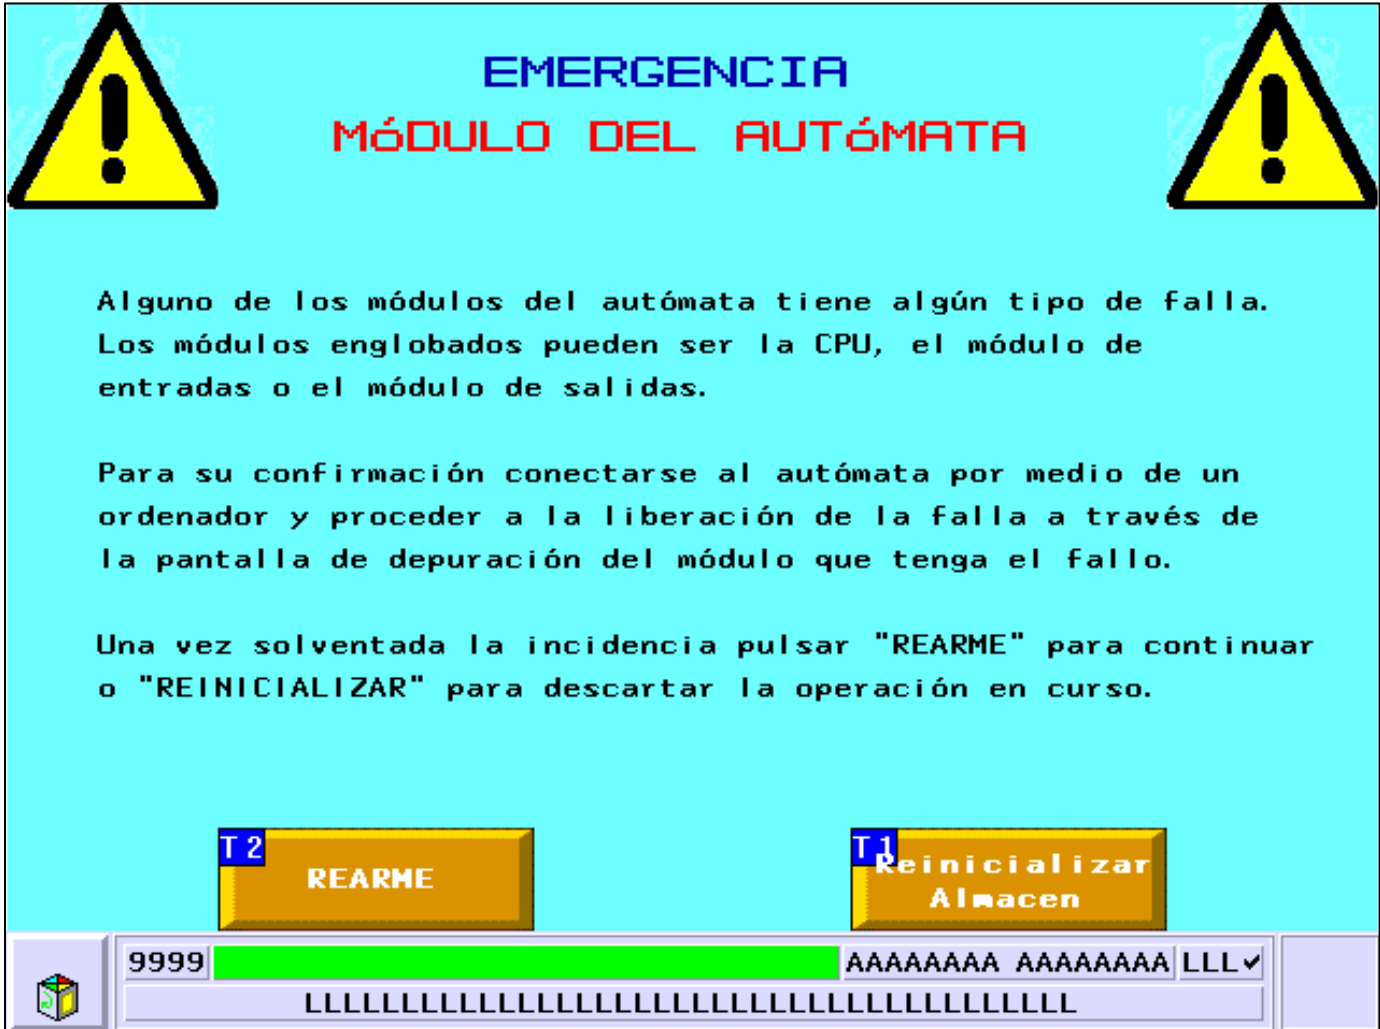 EMERGENCIA
MóDULO DEL AUTóMATA
Alguno de los módulos del autómata tiene algún tipo de falla.
Los módulos englobados pueden ser la CPU, el módulo de
entradas o el módulo de salidas.
Para su confirmación conectarse al autómata por medio de un
ordenador y proceder a la liberación de la falla a través de
la pantalla de depuración del módulo que tenga el fallo.
Una vez solventada la incidencia pulsar "REARME" para continuar
o "REINICIALIZAR" para descartar la operación en curso.
T2
REARME
T1
Reinicializar
Almacen
9999
AAAAAAAA AAAAAAAA
LLL
LLLLLLLLLLLLLLLLLLLLLLLLLLLLLLLLLLLLLLLL